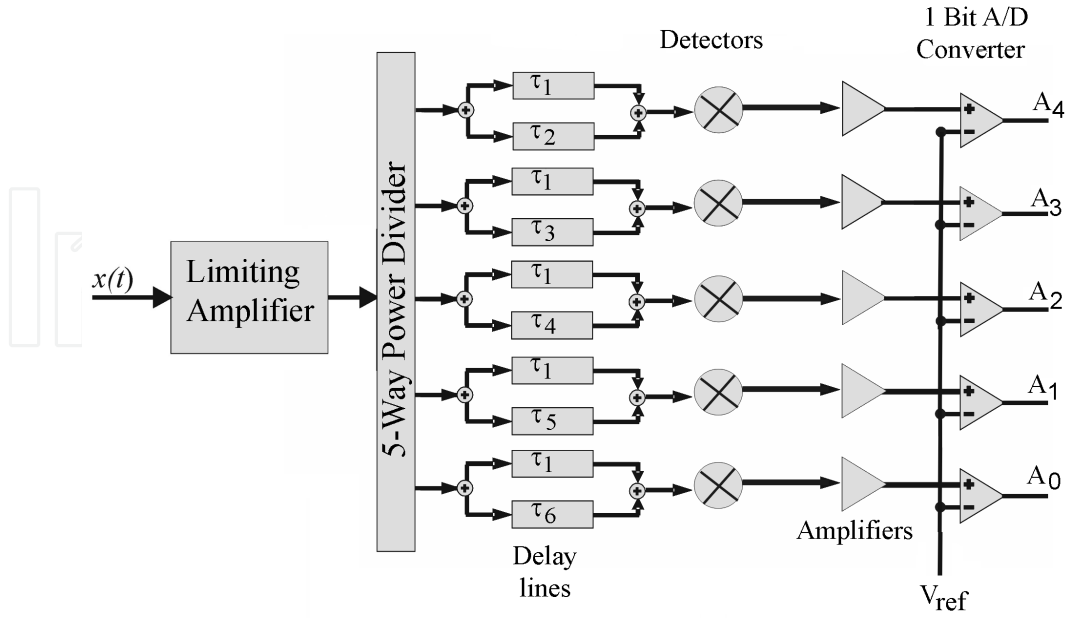 1 Bit A/D
Converter
Detectors
τ1
τ2
A4
τ1
τ3
A3
x(t)
Limiting
Amplifier
5-Way Power Divider
τ1
τ4
A2
τ1
τ5
A1
τ1
τ6
A0
Amplifiers
Delay
lines
Vref